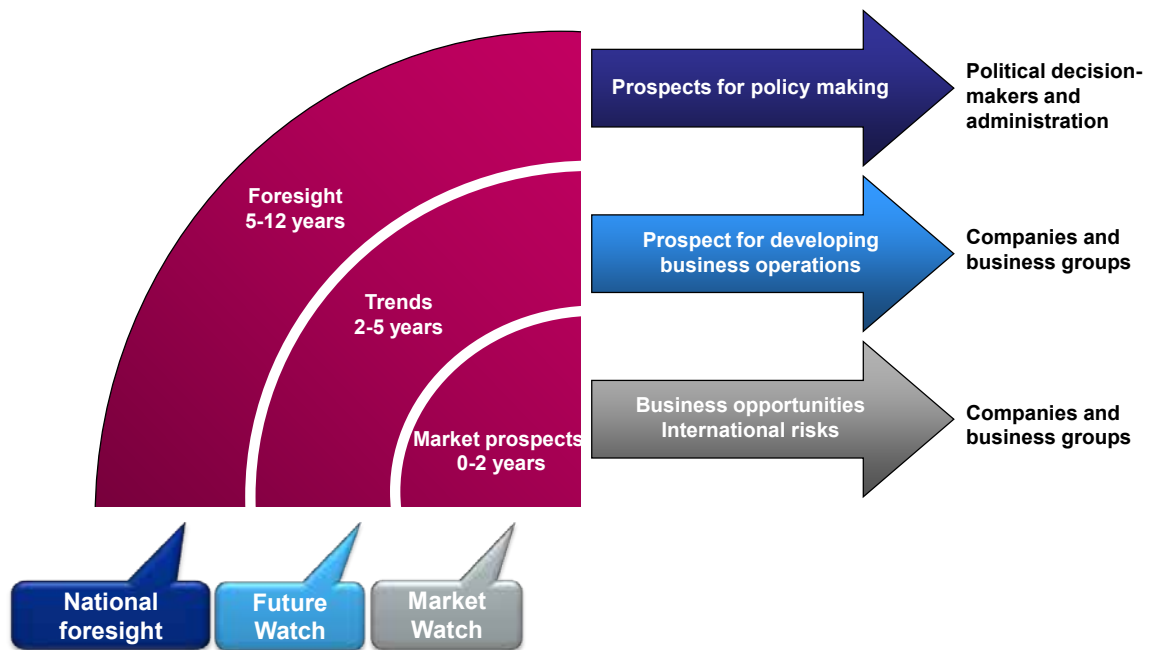 Foresight
5-12 years
Trends
2-5 years
Market prospects
0-2 years
Prospects for policy making
Political decision-
makers and
administration
Prospect for developing
business operations
Companies and
business groups
Business opportunities
International risks
Companies and
business groups
National
foresight
Future
Watch
Market
Watch